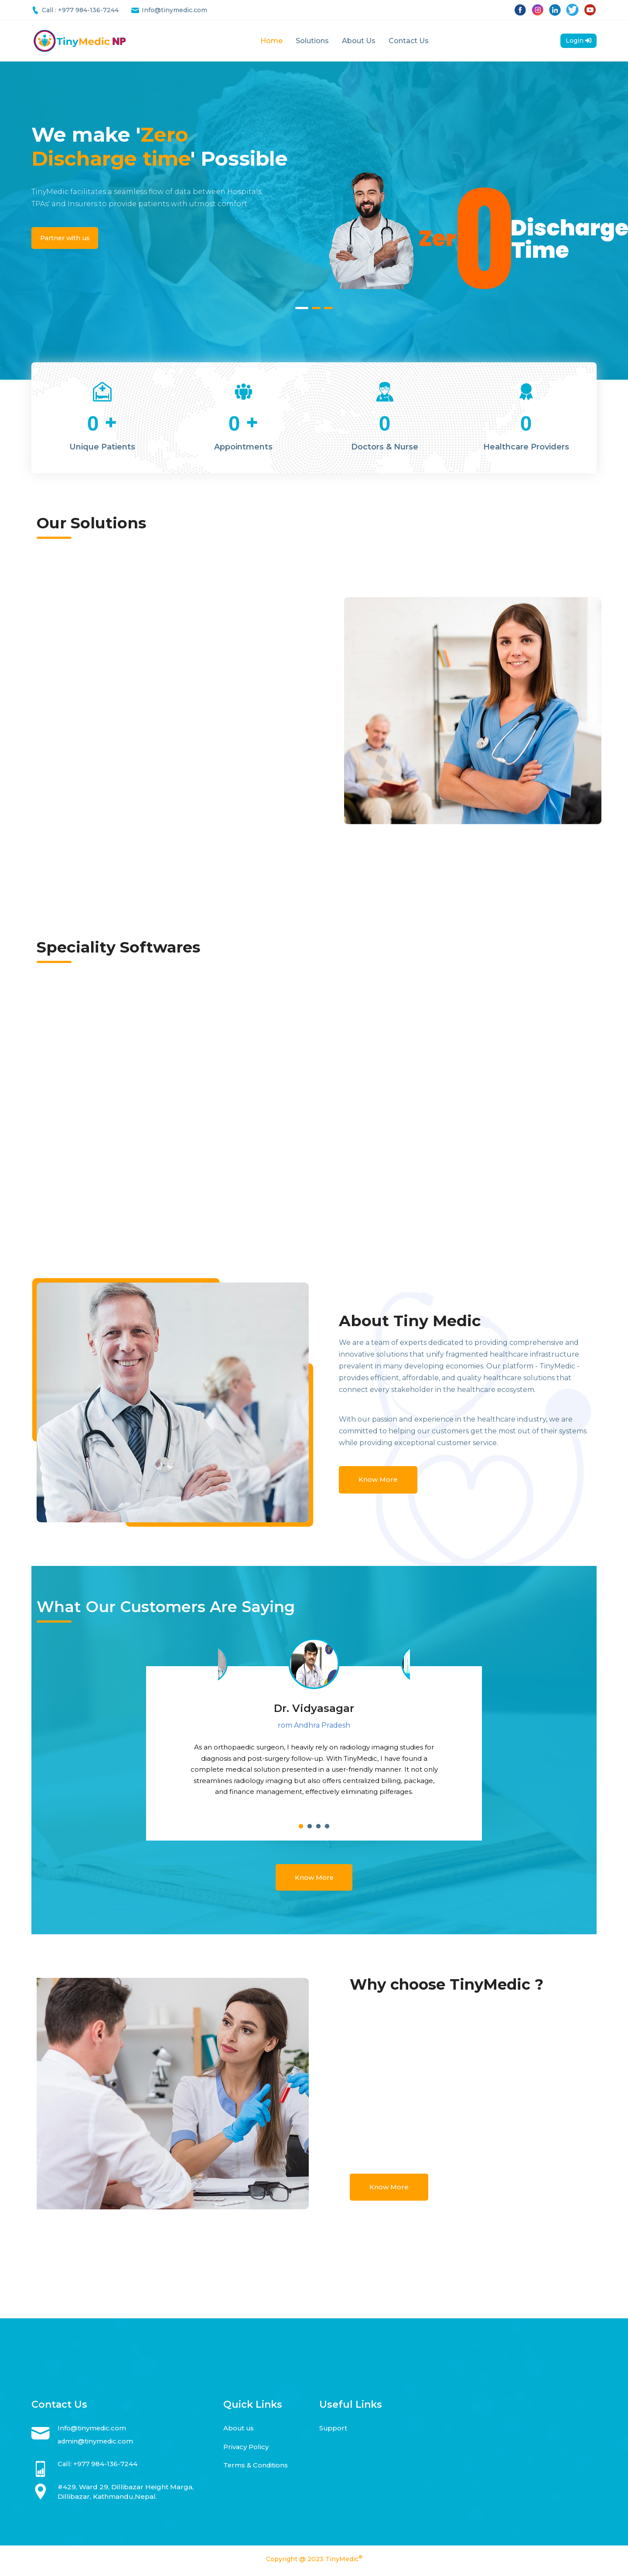 Call : +977 984-136-7244
Info@tinymedic.com
TinyMedic NP
Home
Solutions
About Us
Contact Us
Login
We make 'Zero
Discharge time' Possible
TinyMedic facilitates a seamless flow of data between Hospitals,
TPAs' and Insurers to provide patients with utmost comfort
Partner with us
Zer
0
Discharge
Time
0 +
Unique Patients
0 +
Appointments
0
Doctors & Nurse
0
Healthcare Providers
Our Solutions
Speciality Softwares
About Tiny Medic
We are a team of experts dedicated to providing comprehensive and
innovative solutions that unify fragmented healthcare infrastructure
prevalent in many developing economies. Our platform - TinyMedic -
provides efficient, affordable, and quality healthcare solutions that
connect every stakeholder in the healthcare ecosystem.
With our passion and experience in the healthcare industry, we are
committed to helping our customers get the most out of their systems
while providing exceptional customer service.
Know More
What Our Customers Are Saying
Dr. Vidyasagar
rom Andhra Pradesh
As an orthopaedic surgeon, I heavily rely on radiology imaging studies for
diagnosis and post-surgery follow-up. With TinyMedic, I have found a
complete medical solution presented in a user-friendly manner. It not only
streamlines radiology imaging but also offers centralized billing, package,
and finance management, effectively eliminating pilferages.
Know More
Why choose TinyMedic ?
Know More
Contact Us
Info@tinymedic.com
admin@tinymedic.com
Call: +977 984-136-7244
#429, Ward 29, Dillibazar Height Marga,
Dillibazar, Kathmandu,Nepal.
Quick Links
About us
Privacy Policy
Terms & Conditions
Useful Links
Support
Copyright @ 2023 TinyMedic®